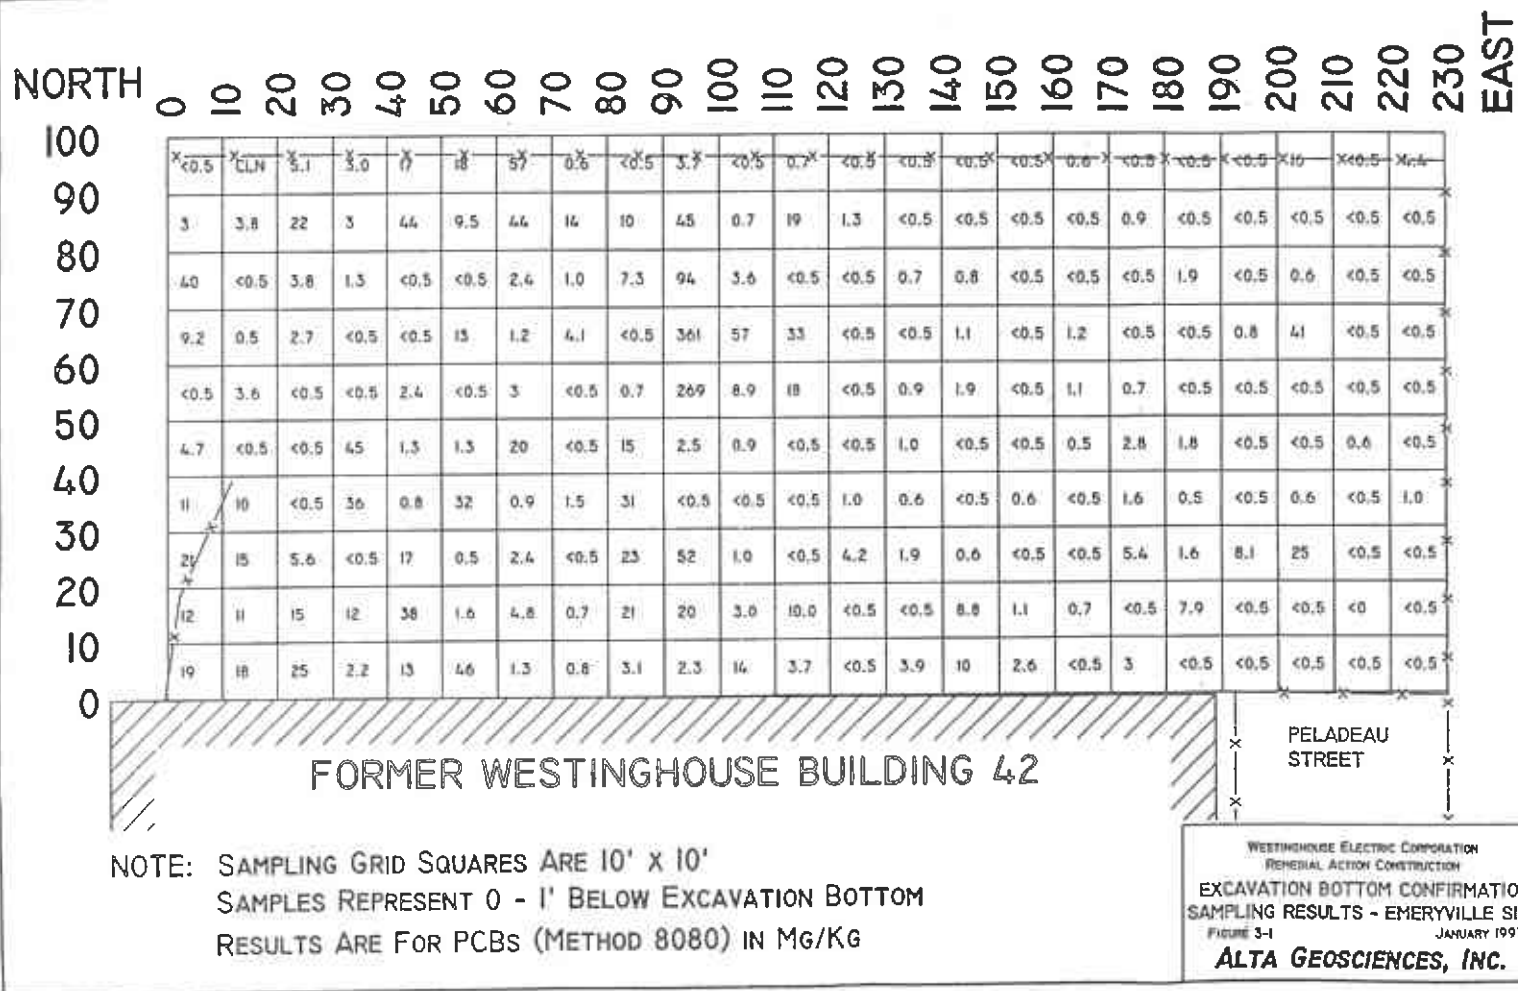 NORTH 0 10 20 30 40 50 60 70 80 90 100 110 120 130 140 150 160 170 180 190 200 210 220 230 EAST
100
<0.5 CLN 5.1 3.0 17 18 57 0.6 <0.5 3.7 <0.5 0.7 <0.5 <0.5 <0.5 <0.5 0.6 <0.5 <0.5 <0.5 10 <0.5
90
3 3.8 22 3 44 9.5 44 14 10 45 0.7 19 1.3 <0.5 <0.5 <0.5 <0.5 0.9 <0.5 <0.5 <0.5 <0.5 <0.5
80
40 <0.5 3.8 1.3 <0.5 <0.5 2.4 1.0 7.3 94 3.6 <0.5 <0.5 0.7 0.8 <0.5 <0.5 <0.5 1.9 <0.5 0.6 <0.5 <0.5
70
9.2 0.5 2.7 <0.5 <0.5 13 1.2 4.1 <0.5 361 57 33 <0.5 <0.5 1.1 <0.5 1.2 <0.5 <0.5 0.8 41 <0.5 <0.5
60
<0.5 3.6 <0.5 <0.5 2.4 <0.5 3 <0.5 0.7 269 8.9 18 <0.5 0.9 1.9 <0.5 1.1 0.7 <0.5 <0.5 <0.5 <0.5 <0.5
50
4.7 <0.5 <0.5 45 1.3 1.3 20 <0.5 15 2.5 0.9 <0.5 <0.5 1.0 <0.5 <0.5 0.5 2.8 1.8 <0.5 <0.5 0.6 <0.5
40
11 10 <0.5 36 0.8 32 0.9 1.5 31 <0.5 <0.5 <0.5 1.0 0.6 <0.5 0.6 <0.5 1.6 0.5 <0.5 0.6 <0.5 1.0
30
21 15 5.6 <0.5 17 0.5 2.4 <0.5 23 52 1.0 <0.5 4.2 1.9 0.6 <0.5 <0.5 5.4 1.6 8.1 25 <0.5 <0.5
20
12 11 15 12 38 1.6 4.8 0.7 21 20 3.0 10.0 <0.5 <0.5 8.8 1.1 0.7 <0.5 7.9 <0.5 <0.5 <0 <0.5
10
19 18 25 2.2 13 46 1.3 0.8 3.1 2.3 14 3.7 <0.5 3.9 10 2.6 <0.5 3 <0.5 <0.5 <0.5 <0.5 <0.5
0
PELADEAU
STREET
FORMER WESTINGHOUSE BUILDING 42
NOTE: SAMPLING GRID SQUARES ARE 10' X 10'
SAMPLES REPRESENT 0 - 1' BELOW EXCAVATION BOTTOM
RESULTS ARE FOR PCBS (METHOD 8080) IN MG/KG
WESTINGHOUSE ELECTRIC CORPORATION
REMEDIAL ACTION CONSTRUCTION
EXCAVATION BOTTOM CONFIRMATIO
SAMPLING RESULTS - EMERYVILLE SI
FIGURE 3-1 JANUARY 199
ALTA GEOSCIENCES, INC.